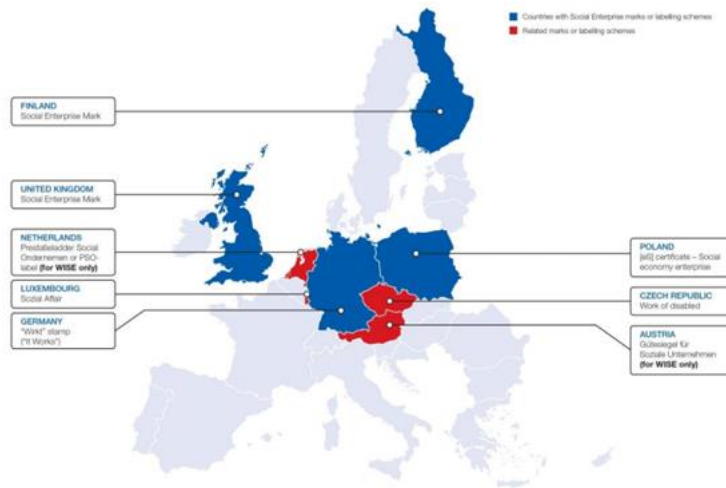 Countries with Social Enterprise marks or labelling schemes
Related marks or labelling schemes
FINLAND
Social Enterprise Mark
UNITED KINGDOM
Social Enterprise Mark
NETHERLANDS
Prestatieladder Social
Ondernemen or PSO-
label (for WISE only)
LUXEMBOURG
Sozial Affair
GERMANY
"Wirkt" stamp
("It Works")
POLAND
[eS] certificate – Social
economy enterprise
CZECH REPUBLIC
Work of disabled
AUSTRIA
Gütesiegel für
Soziale Unternehmen
(for WISE only)